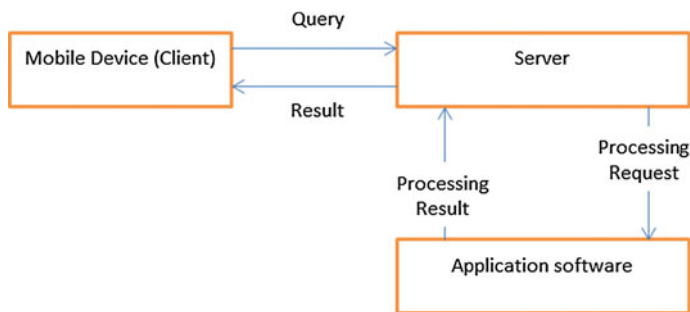 Query
Mobile Device (Client)
Server
Result
Processing
Request
Processing
Result
Application software